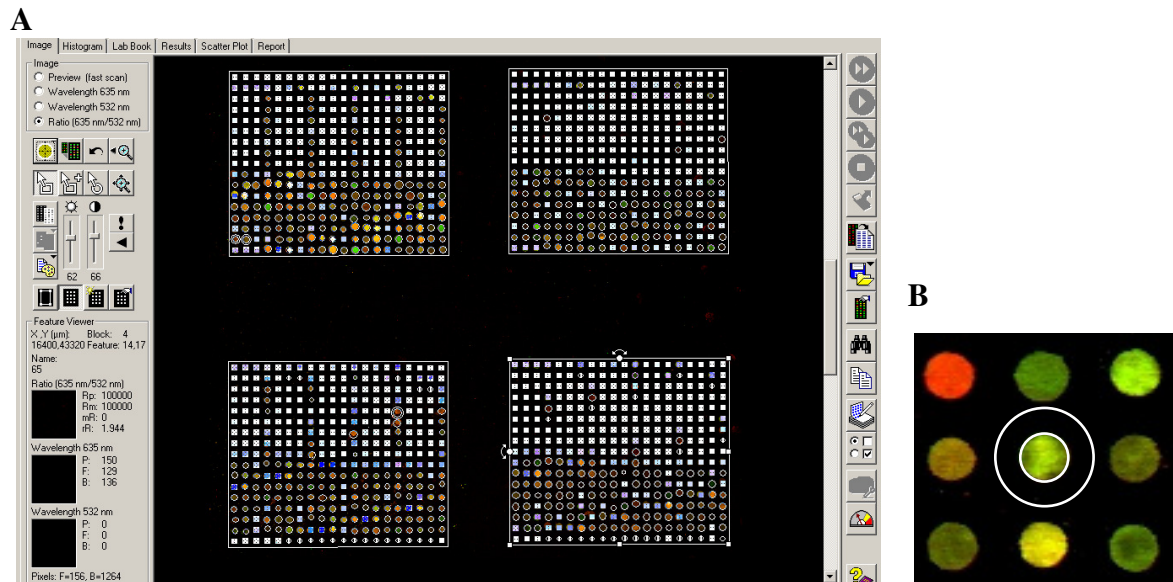 A
Image Histogram Lab Book Results Scatter Plot Report
Image
Preview (fast scan)
Wavelength 635 nm
Wavelength 532 nm
Ratio (635 nm/532 nm)
62 66
Feature Viewer
X ,Y (µm): Block: 4
16400,43320 Feature: 14,17
Name:
65
Ratio (635 nm/532 nm)
Rp: 100000
Rm: 100000
mR: 0
rR: 1.944
Wavelength 635 nm
P: 150
F: 129
B: 136
Wavelength 532 nm
P: 0
F: 0
B: 0
Pixels: F=156, B=1264
B